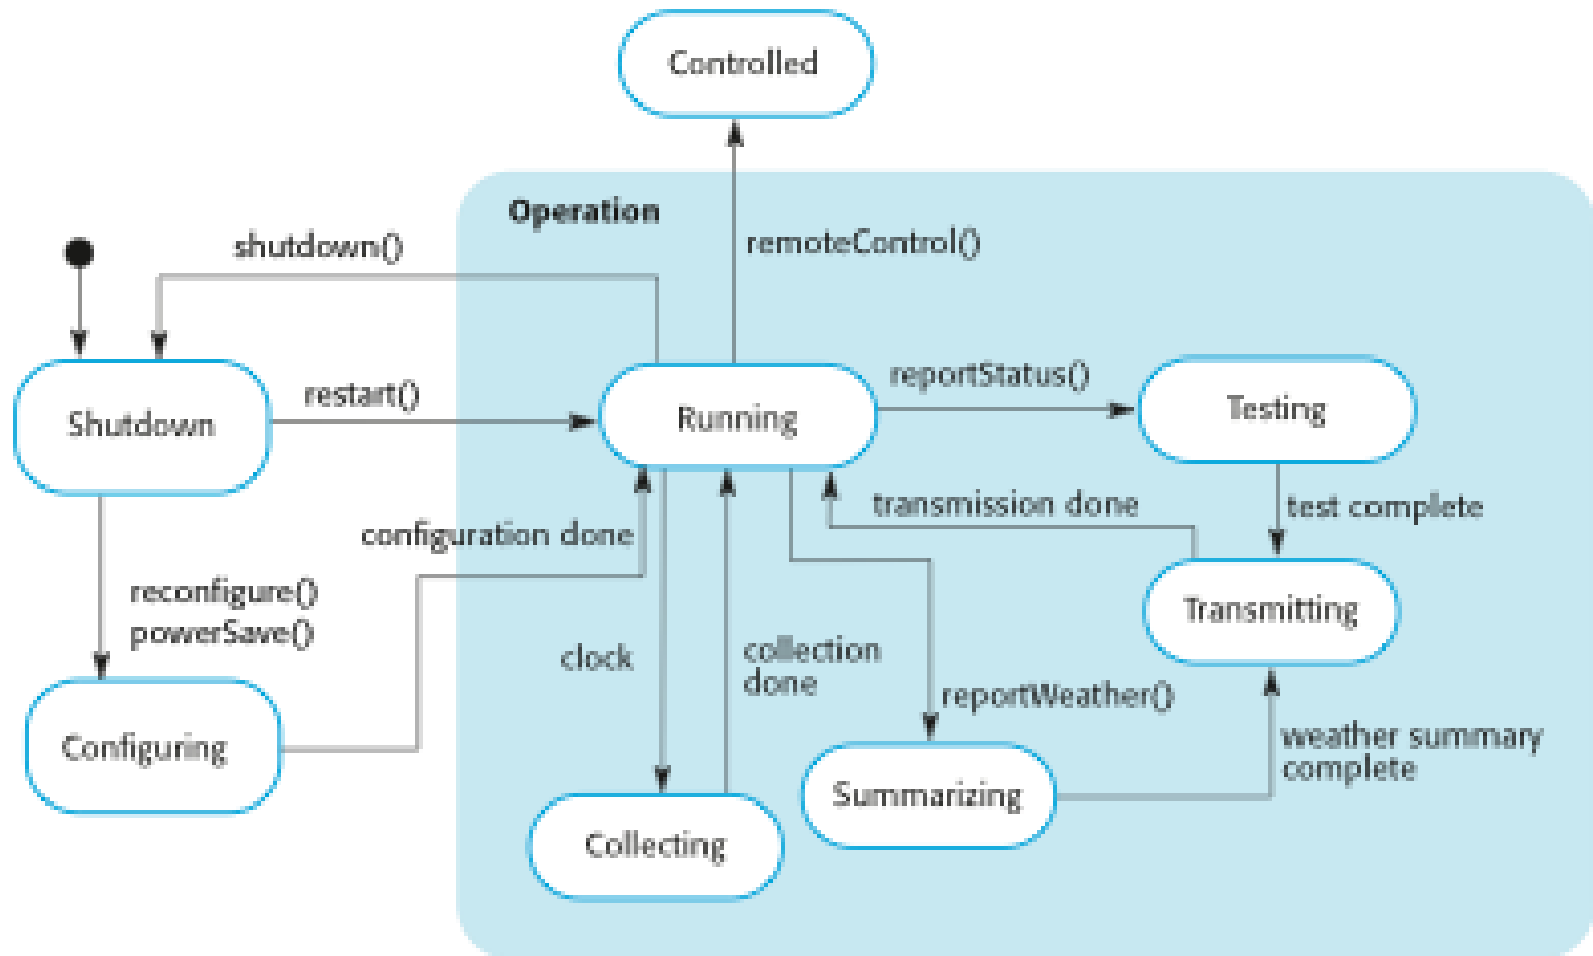 Controlled
Operation
shutdown()
remoteControl()
reportStatus()
restart()
Shutdown
Running
Testing
transmission done
test complete
configuration done
reconfigure()
powerSave()
Transmitting
clock
collection
done
reportWeather()
Configuring
weather summary
complete
Summarizing
Collecting